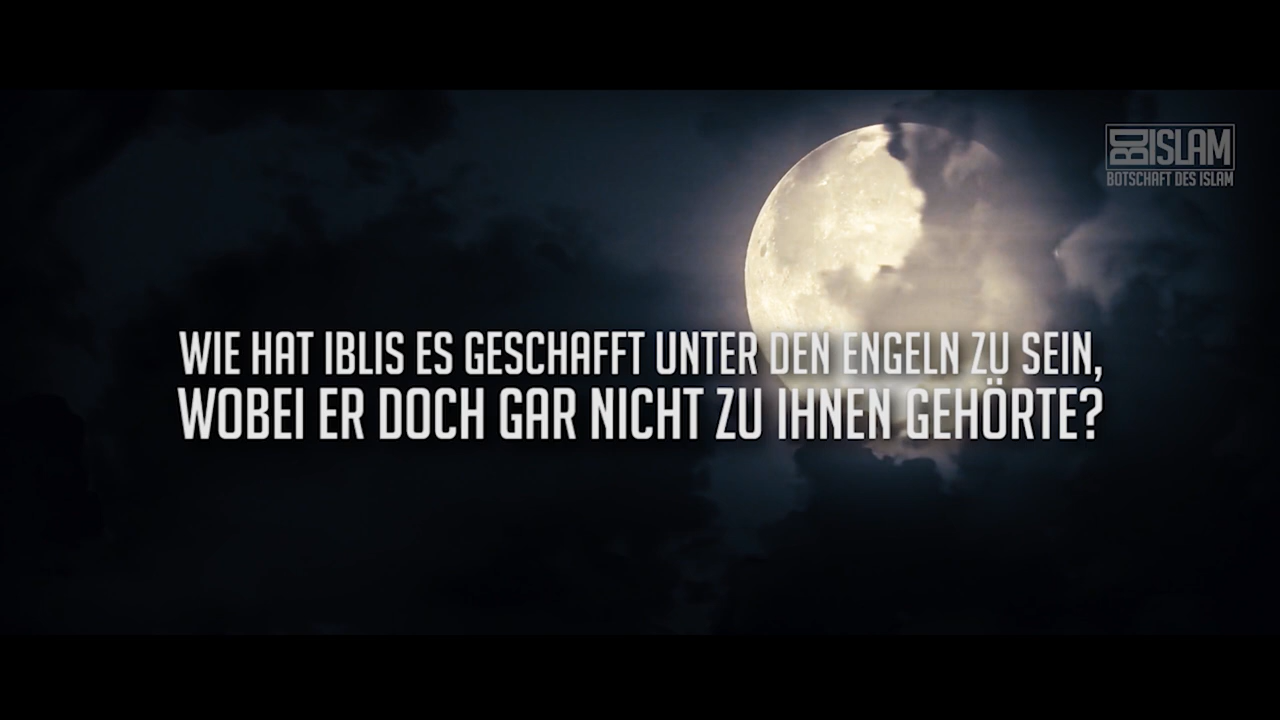 BDISLAM
BOTSCHAFT DES ISLAM
WIE HAT IBLIS ES GESCHAFFT UNTER DEN ENGELN ZU SEIN,
WOBEI ER DOCH GAR NICHT ZU IHNEN GEHÖRTE?